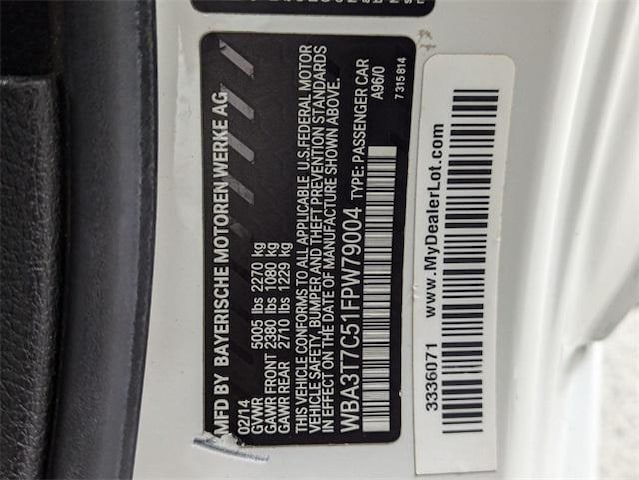 MFD BY BAYERISCHE MOTOREN WERKE AG
02/14
GVWR 5005 lbs 2270 kg
GAWR FRONT 2380 lbs 1080 kg
GAWR REAR 2710 lbs 1229 kg
THIS VEHICLE CONFORMS TO ALL APPLICABLE U.S.FEDERAL MOTOR
VEHICLE SAFETY, BUMPER AND THEFT PREVENTION STANDARDS
IN EFFECT ON THE DATE OF MANUFACTURE SHOWN ABOVE.
WBA3T7C51FPW79004 TYPE: PASSENGER CAR
A96/0
7315814
3336071 www.MyDealerLot.com